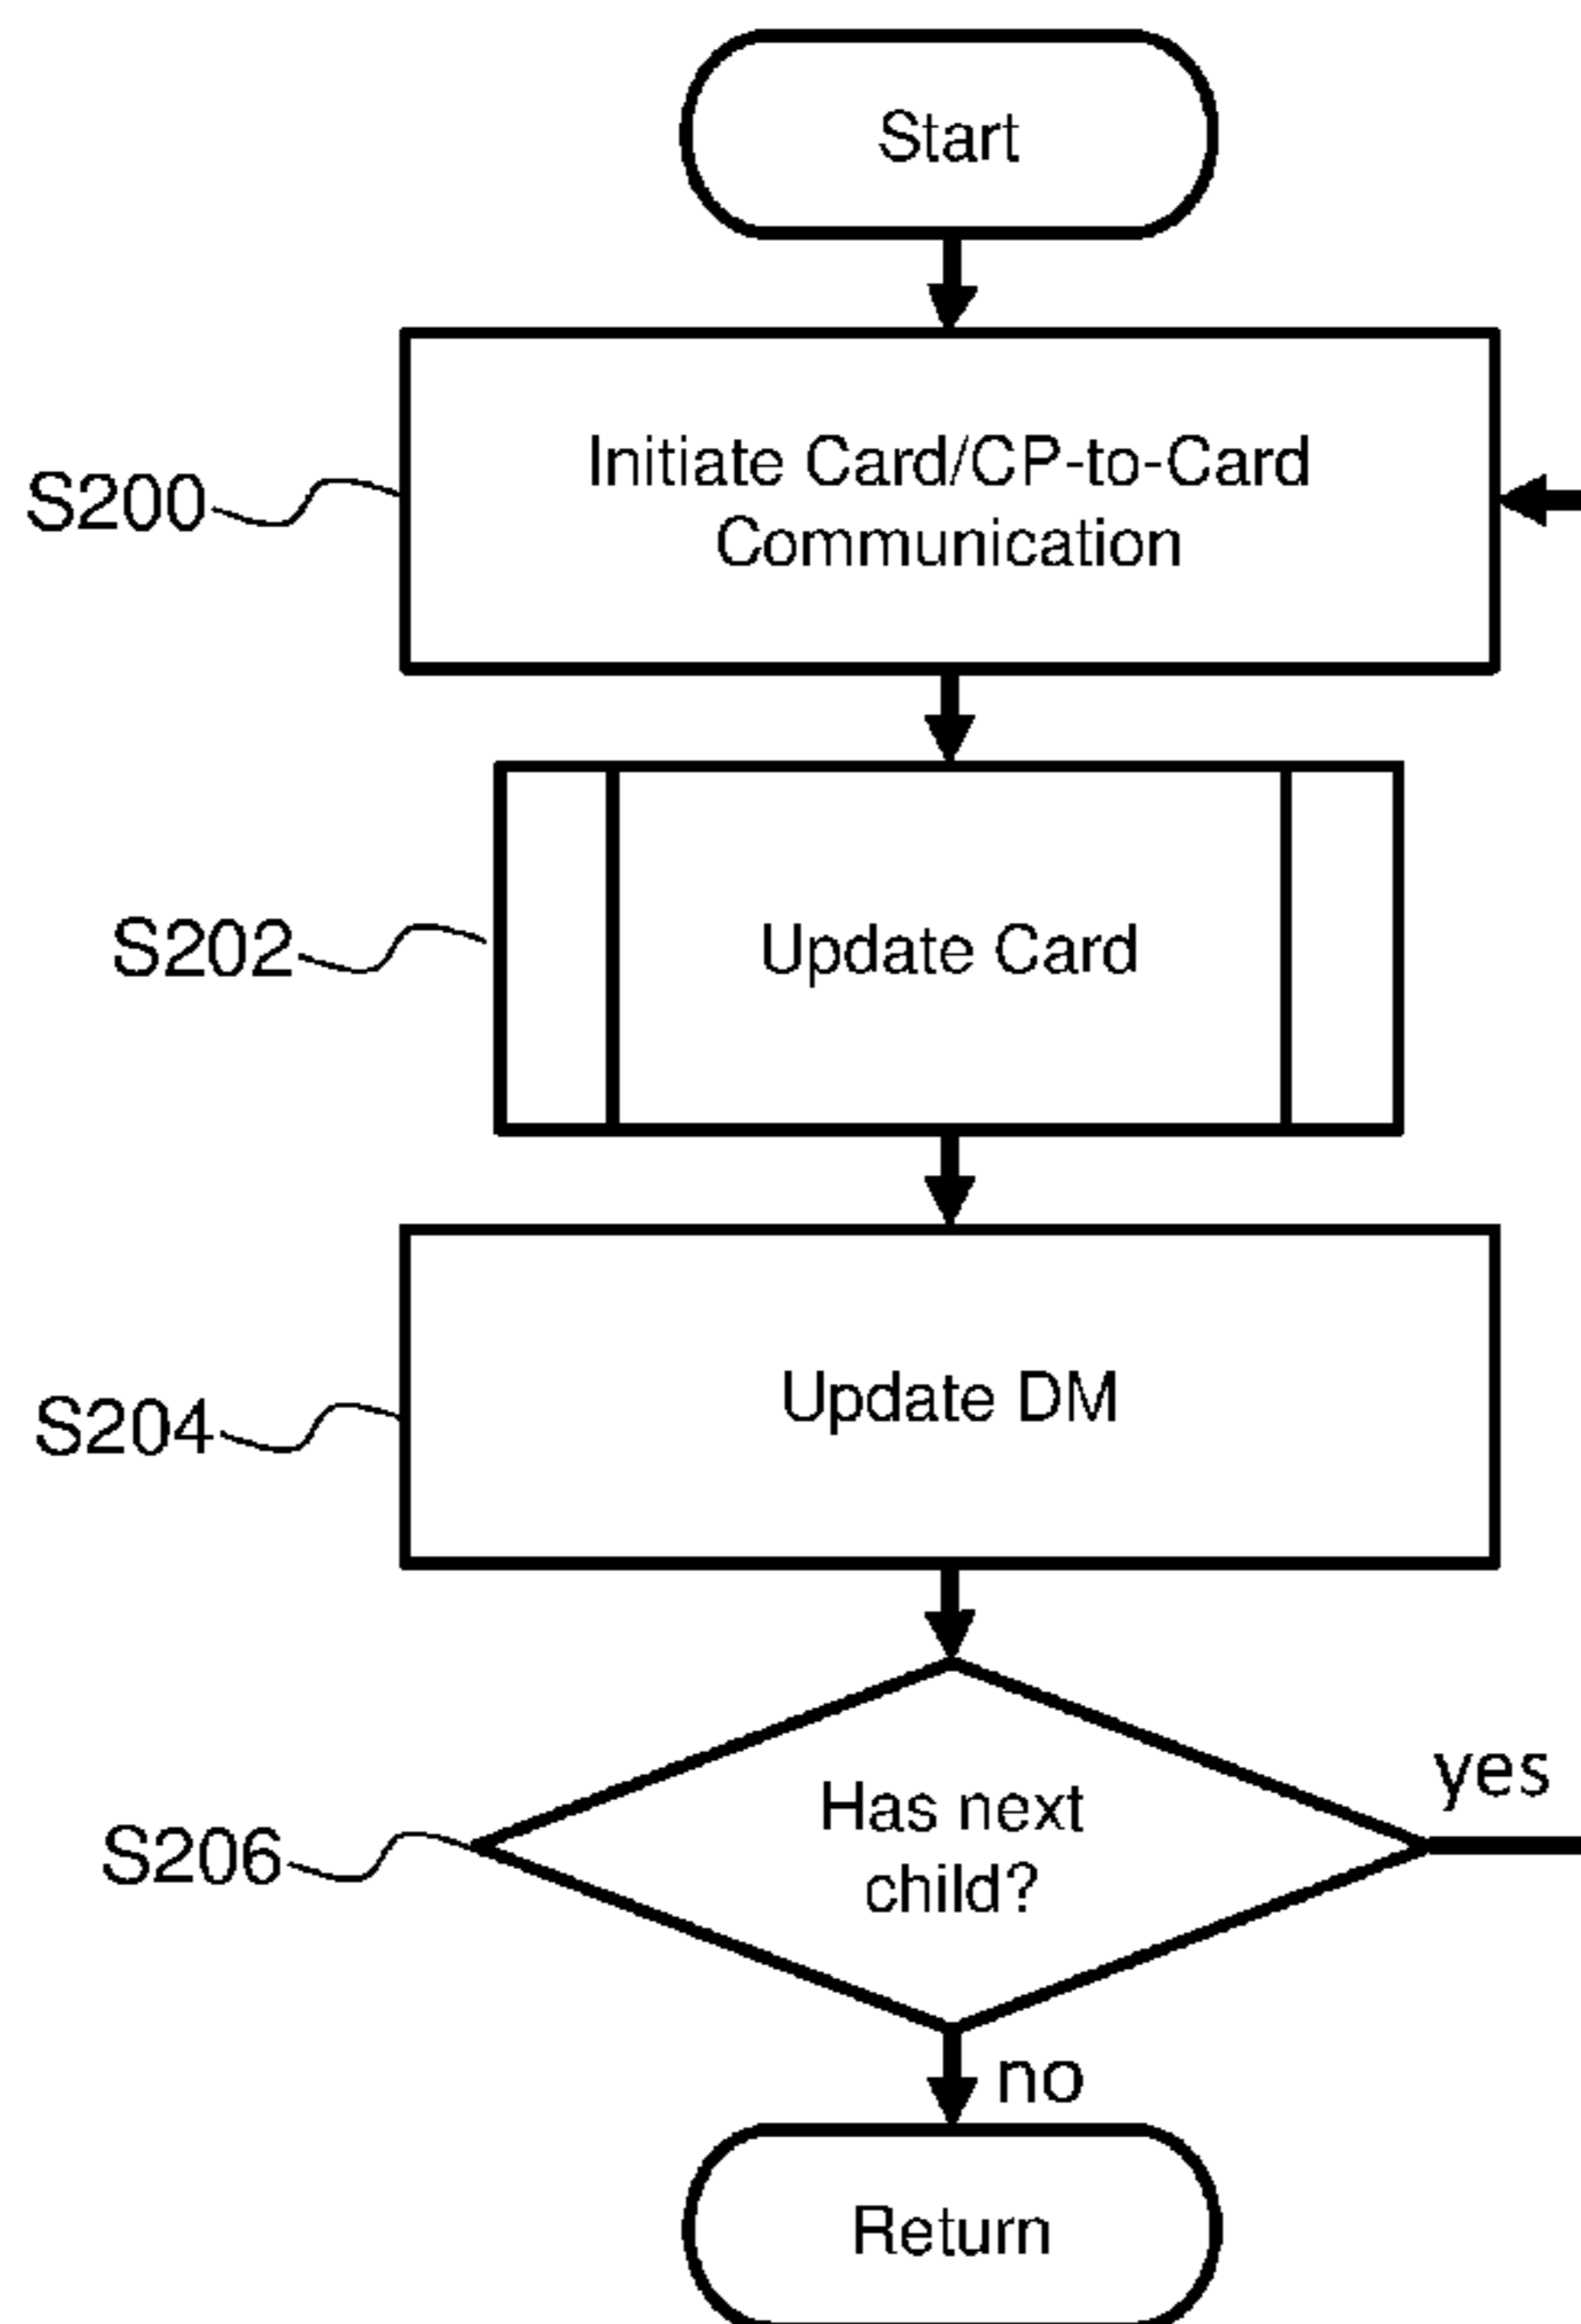 Start
Initiate Card/CP-to-Card
Communication
S200
Update Card
S202
Update DM
S204
Has next
child?
yes
S206
no
Return